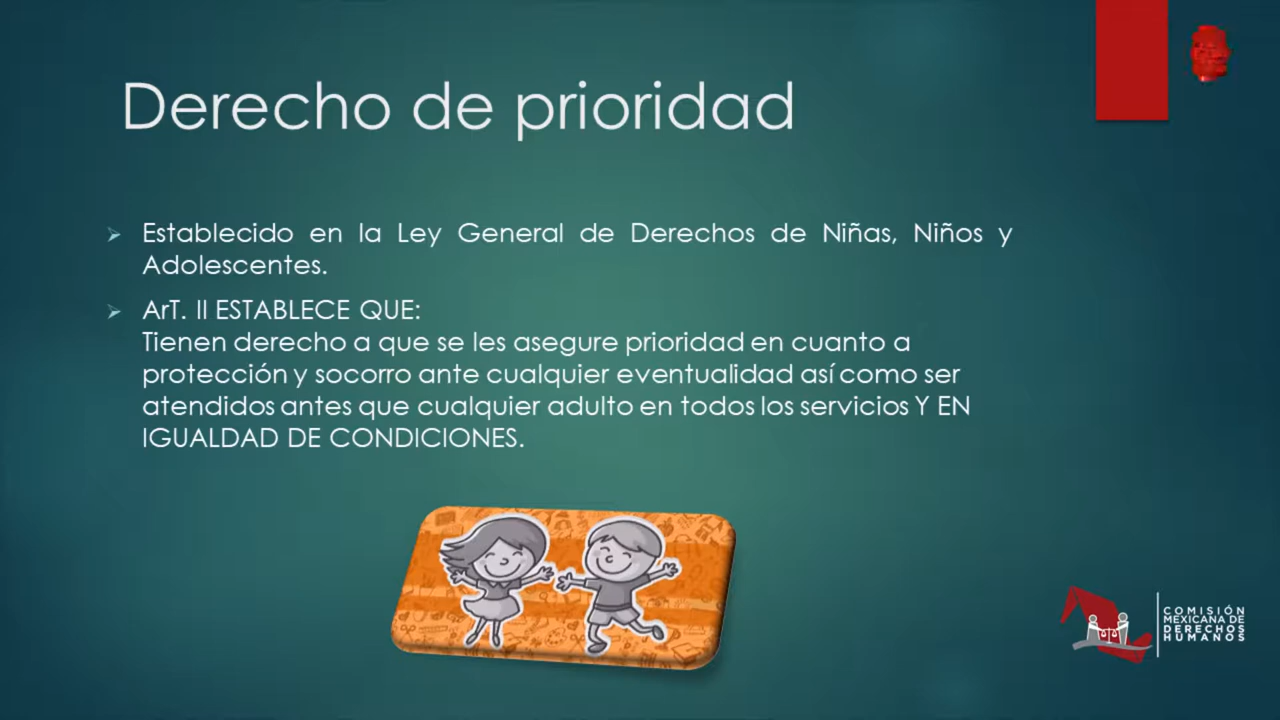 Derecho de prioridad
Establecido en la Ley General de Derechos de Niñas, Niños y
Adolescentes.
ArT. II ESTABLECE QUE:
Tienen derecho a que se les asegure prioridad en cuanto a
protección y socorro ante cualquier eventualidad así como ser
atendidos antes que cualquier adulto en todos los servicios Y EN
IGUALDAD DE CONDICIONES.
COMISIÓN
MEXICANA DE
DERECHOS
HUMANOS